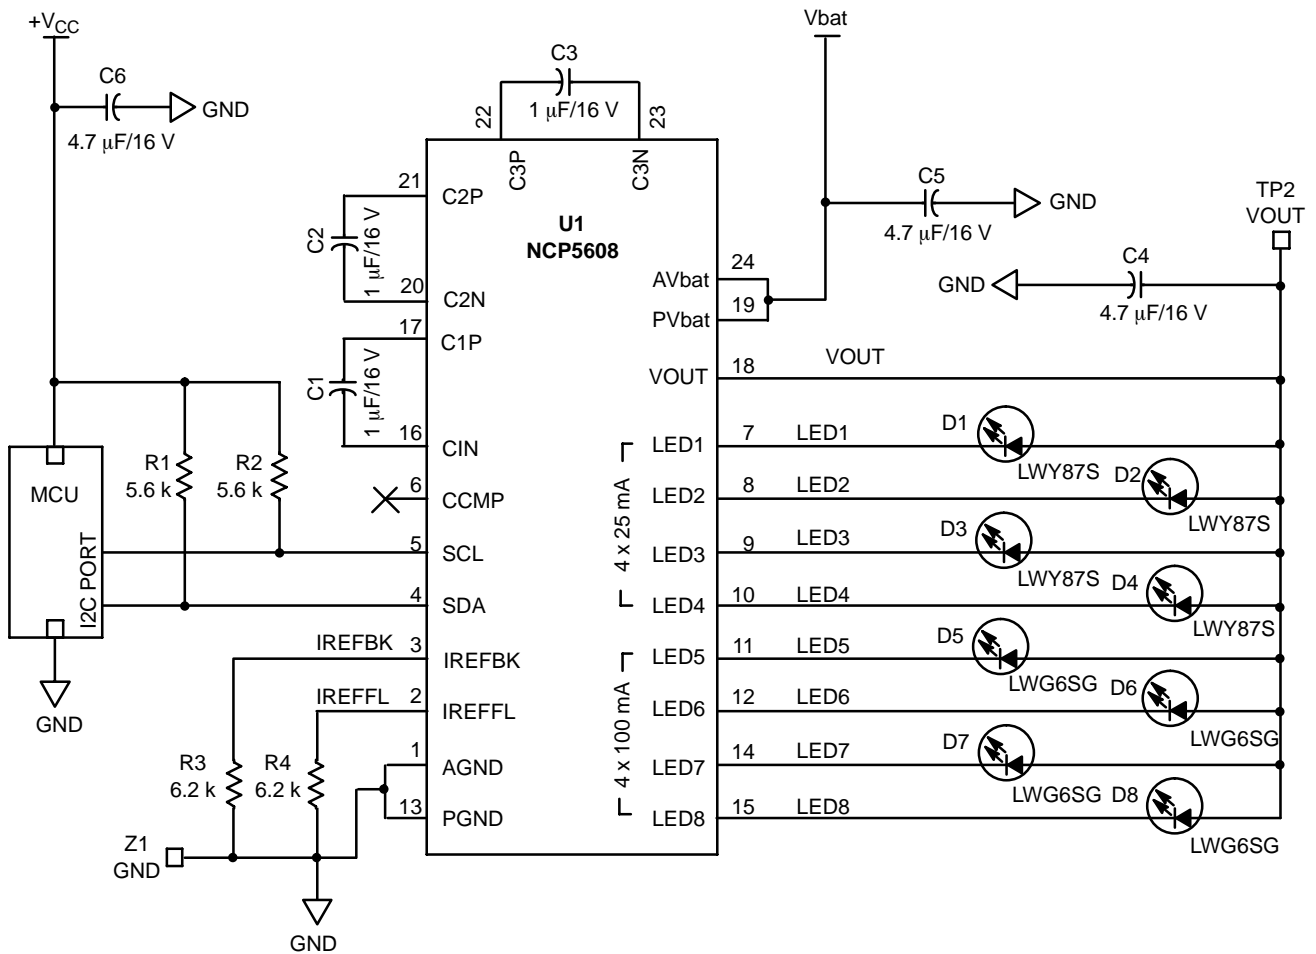 +VCC
C6
GND
4.7 µF/16 V
C3
1 µF/16 V
22
23
C3P
C3N
Vbat
C5
GND
4.7 µF/16 V
TP2
VOUT
C4
GND
4.7 µF/16 V
U1
NCP5608
21
C2P
C2
1 µF/16 V
20
C2N
17
C1P
C1
1 µF/16 V
16
CIN
6
CCMP
5
SCL
4
SDA
IREFBK
3
IREFBK
IREFFL
2
IREFFL
1
AGND
13
PGND
AVbat
24
PVbat
19
VOUT
18
VOUT
4 x 25 mA
LED1
7
LED1
D1
LWY87S
LED2
8
LED2
D2
LWY87S
LED3
9
LED3
D3
LWY87S
LED4
10
LED4
D4
LWY87S
4 x 100 mA
LED5
11
LED5
D5
LWG6SG
LED6
12
LED6
D6
LWG6SG
LED7
14
LED7
D7
LWG6SG
LED8
15
LED8
D8
LWG6SG
R1
5.6 k
R2
5.6 k
MCU
I2C PORT
GND
R3
6.2 k
R4
6.2 k
Z1
GND
GND